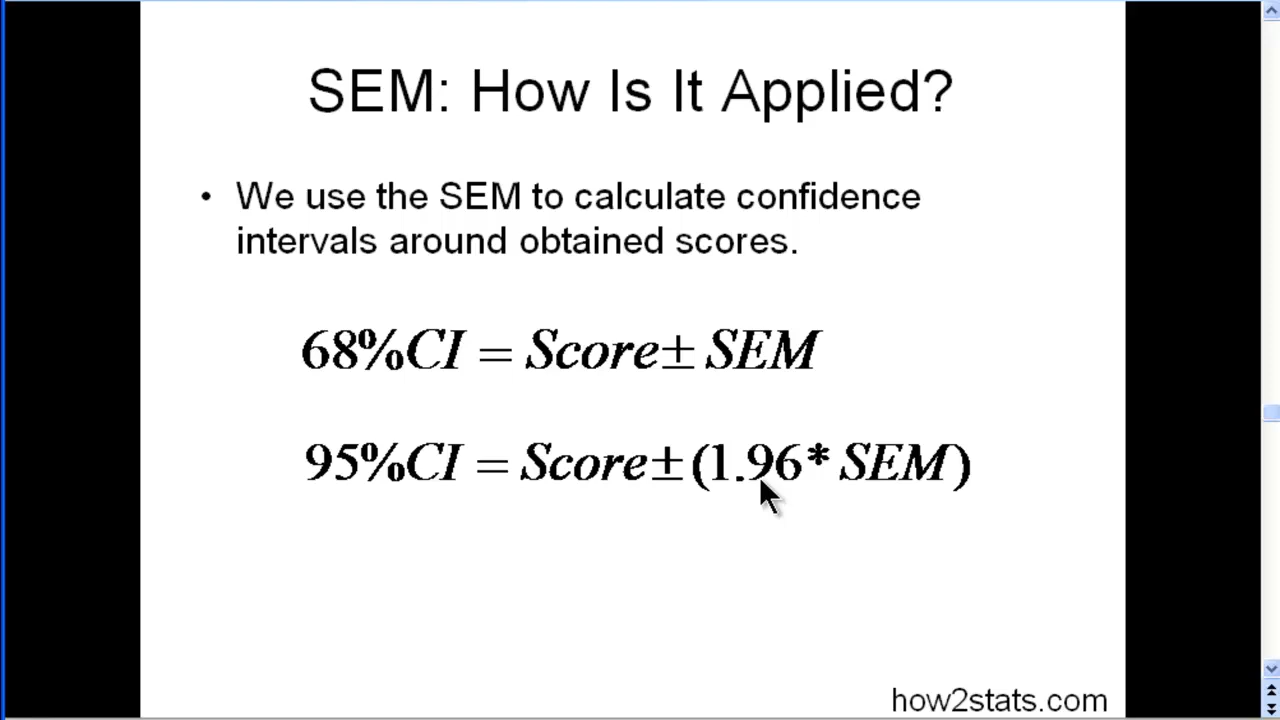 SEM: How Is It Applied?
• We use the SEM to calculate confidence
intervals around obtained scores.
68%CI = Score± SEM
95%CI = Score±(1.96* SEM)
how2stats.com